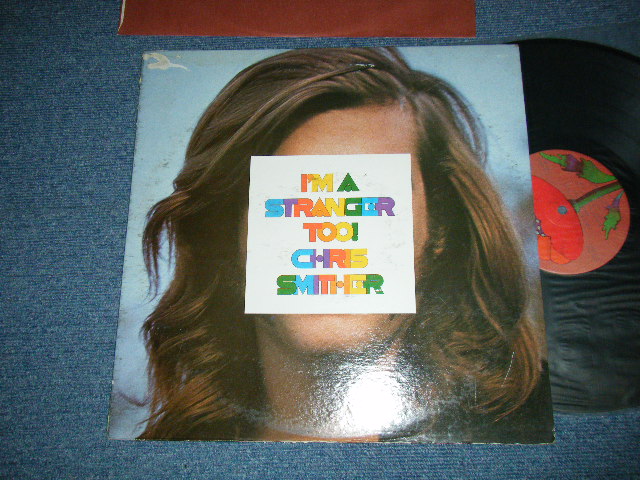 I'M A
STRANGER
TOO!
CHRIS
SMITHER